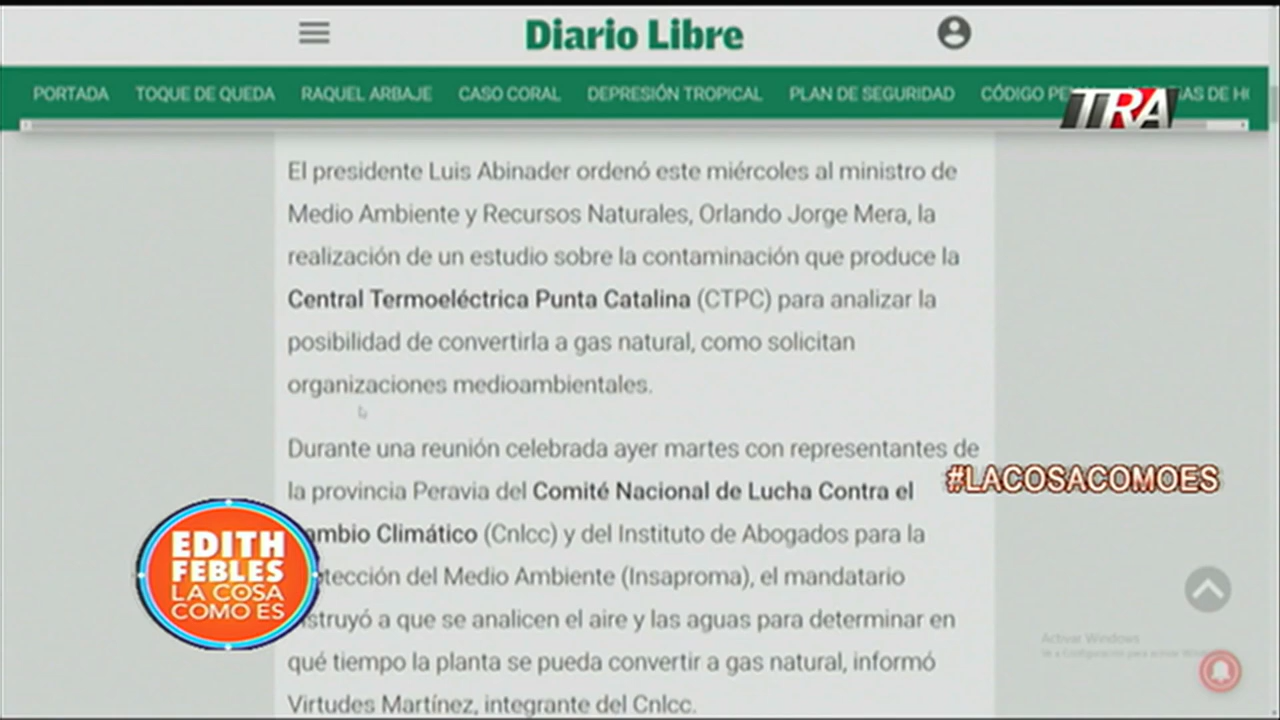 Diario Libre
PORTADA TOQUE DE QUEDA RAQUEL ARBAJE CASO CORAL DEPRESIÓN TROPICAL PLAN DE SEGURIDAD CÓDIGO
TRA
El presidente Luis Abinader ordenó este miércoles al ministro de
Medio Ambiente y Recursos Naturales, Orlando Jorge Mera, la
realización de un estudio sobre la contaminación que produce la
Central Termoeléctrica Punta Catalina (CTPC) para analizar la
posibilidad de convertirla a gas natural, como solicitan
organizaciones medioambientales.
Durante una reunión celebrada ayer martes con representantes de
la provincia Peravia del Comité Nacional de Lucha Contra el
ambio Climático (Cnlcc) y del Instituto de Abogados para la
tección del Medio Ambiente (Insaproma), el mandatario
struyó a que se analicen el aire y las aguas para determinar en
qué tiempo la planta se pueda convertir a gas natural, informó
Virtudes Martínez, integrante del Cnlcc.
#LACOSACOMOES
EDITH
FEBLES
LA COSA
COMO ES
Activar Windows